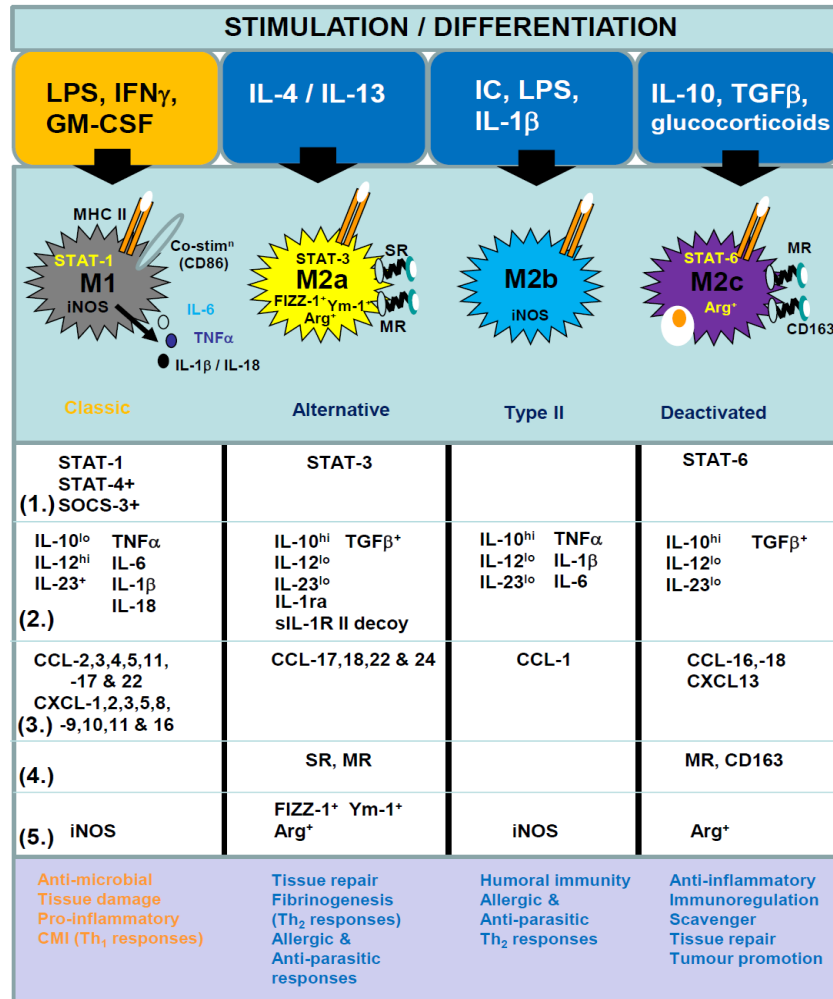 STIMULATION / DIFFERENTIATION
LPS, IFNγ,
GM-CSF
IL-4 / IL-13
IC, LPS,
IL-1β
IL-10, TGFβ,
glucocorticoids
MHC II
Co-stimⁿ
(CD86)
STAT-1
M1
iNOS
IL-6
TNFα
IL-1β / IL-18
Classic
STAT-3
M2a
FIZZ-1⁺ Ym-1⁺
Arg⁺
SR
MR
Alternative
M2b
iNOS
Type II
STAT-6
M2c
Arg⁺
MR
CD163
Deactivated
(1.)
STAT-1
STAT-4+
SOCS-3+
STAT-3
STAT-6
(2.)
IL-10ˡᵒ TNFα
IL-12ʰⁱ IL-6
IL-23⁺ IL-1β
IL-18
IL-10ʰⁱ TGFβ⁺
IL-12ˡᵒ
IL-23ˡᵒ
IL-1ra
sIL-1R II decoy
IL-10ʰⁱ TNFα
IL-12ˡᵒ IL-1β
IL-23ˡᵒ IL-6
IL-10ʰⁱ TGFβ⁺
IL-12ˡᵒ
IL-23ˡᵒ
(3.)
CCL-2,3,4,5,11,
-17 & 22
CXCL-1,2,3,5,8,
-9,10,11 & 16
CCL-17,18,22 & 24
CCL-1
CCL-16,-18
CXCL13
(4.)
SR, MR
MR, CD163
(5.)
iNOS
FIZZ-1⁺ Ym-1⁺
Arg⁺
iNOS
Arg⁺
Anti-microbial
Tissue damage
Pro-inflammatory
CMI (Th₁ responses)
Tissue repair
Fibrinogenesis
(Th₂ responses)
Allergic &
Anti-parasitic
responses
Humoral immunity
Allergic &
Anti-parasitic
Th₂ responses
Anti-inflammatory
Immunoregulation
Scavenger
Tissue repair
Tumour promotion